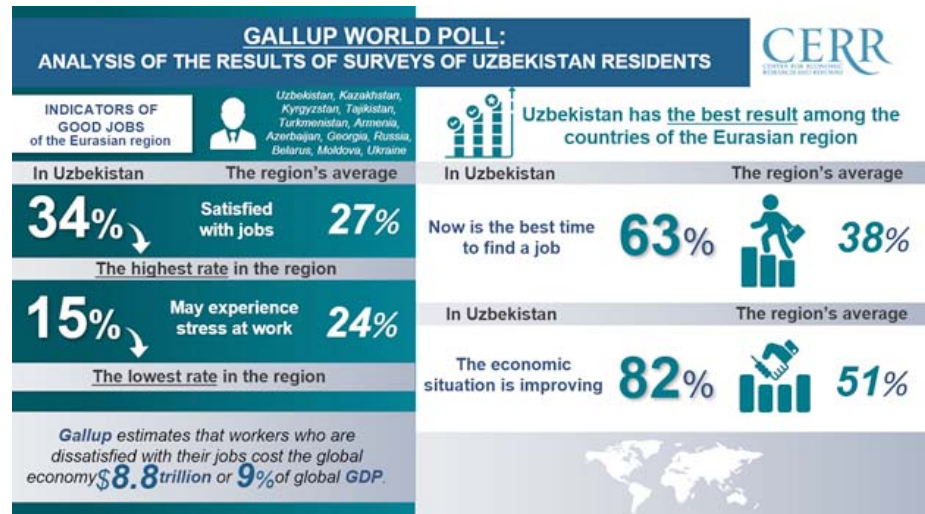 GALLUP WORLD POLL:
ANALYSIS OF THE RESULTS OF SURVEYS OF UZBEKISTAN RESIDENTS
CERR
CENTER FOR ECONOMIC
RESEARCH AND REFORMS
INDICATORS OF
GOOD JOBS
of the Eurasian region
Uzbekistan, Kazakhstan,
Kyrgyzstan, Tajikistan,
Turkmenistan, Armenia,
Azerbaijan, Georgia, Russia,
Belarus, Moldova, Ukraine
In Uzbekistan The region's average
34% Satisfied
with jobs 27%
The highest rate in the region
15% May experience
stress at work 24%
The lowest rate in the region
Gallup estimates that workers who are
dissatisfied with their jobs cost the global
economy $8.8 trillion or 9% of global GDP.
Uzbekistan has the best result among the
countries of the Eurasian region
In Uzbekistan The region's average
Now is the best time
to find a job 63% 38%
In Uzbekistan The region's average
The economic
situation is improving 82% 51%